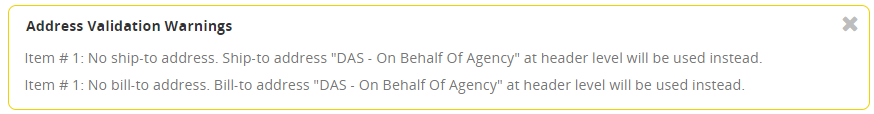 Address Validation Warnings
Item # 1: No ship-to address. Ship-to address "DAS - On Behalf Of Agency" at header level will be used instead.
Item # 1: No bill-to address. Bill-to address "DAS - On Behalf Of Agency" at header level will be used instead.